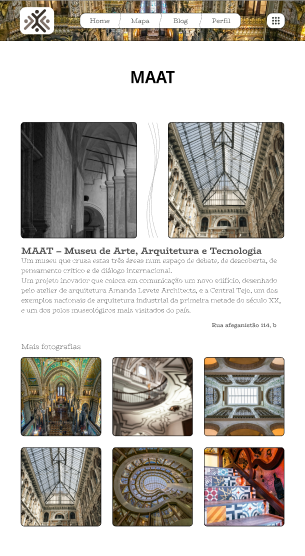 Home Mapa Blog Perfil
MAAT
MAAT – Museu de Arte, Arquitetura e Tecnologia
Um museu que cruza estas três áreas num espaço de debate, de descoberta, de
pensamento crítico e de diálogo internacional.
Um projeto inovador que coloca em comunicação um novo edifício, desenhado
pelo atelier de arquitetura Amanda Levete Architects, e a Central Tejo, um dos
exemplos nacionais de arquitetura industrial da primeira metade do século XX,
e um dos polos museológicos mais visitados do país.
Rua afeganistão 114, b
Mais fotografias